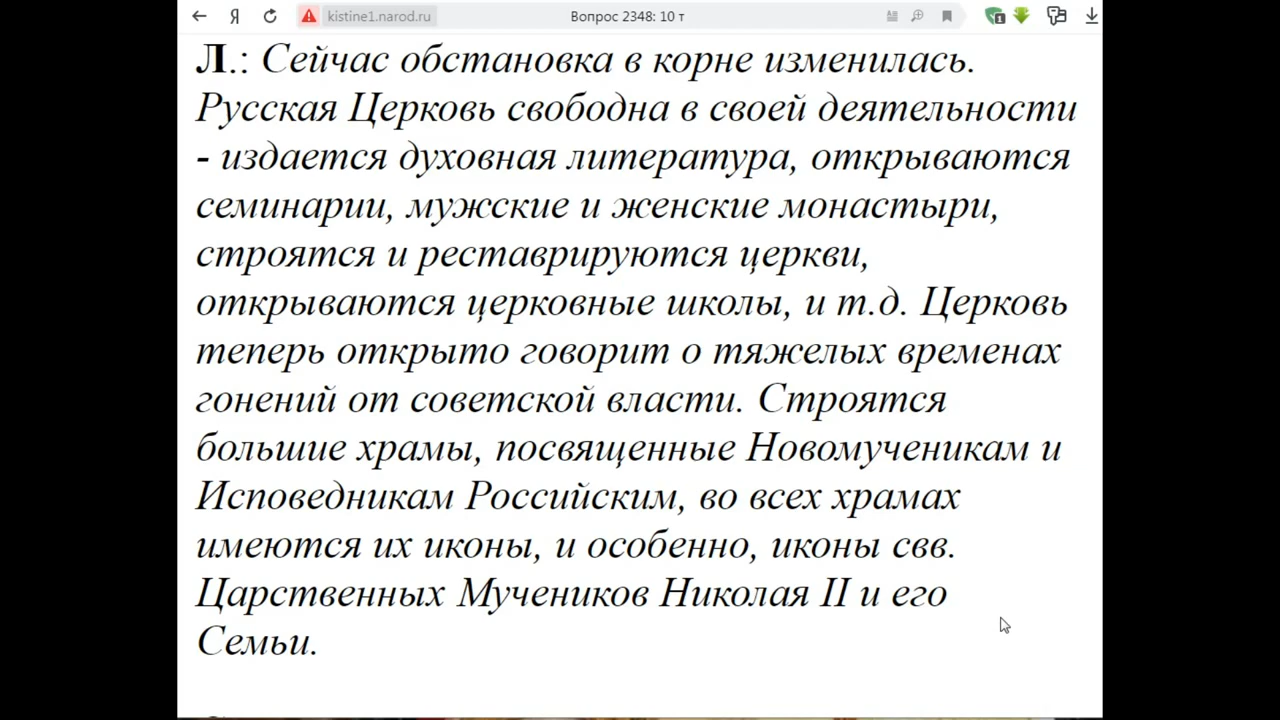 Я kistine1.narod.ru Вопрос 2348: 10 т 1
Л.: Сейчас обстановка в корне изменилась.
Русская Церковь свободна в своей деятельности
- издается духовная литература, открываются
семинарии, мужские и женские монастыри,
строятся и реставрируются церкви,
открываются церковные школы, и т.д. Церковь
теперь открыто говорит о тяжелых временах
гонений от советской власти. Строятся
большие храмы, посвященные Новомученикам и
Исповедникам Российским, во всех храмах
имеются их иконы, и особенно, иконы свв.
Царственных Мучеников Николая II и его
Семьи.